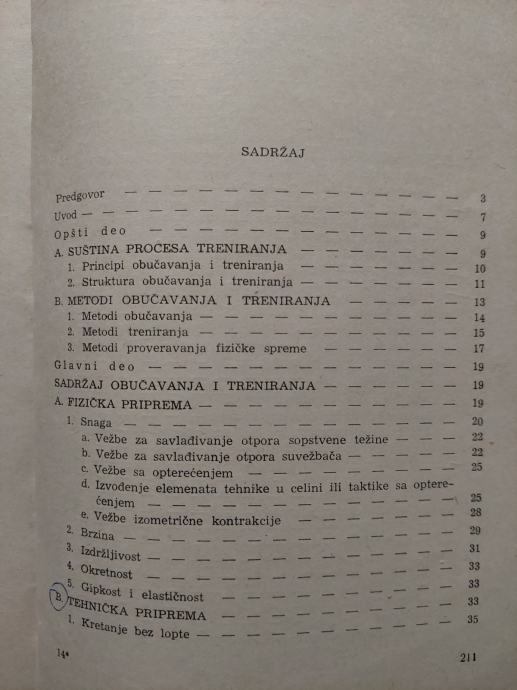 SADRŽAJ
Predgovor — — — — — — — — — — — — — — 3
Uvod — — — — — — — — — — — — — — — — 7
Opšti deo — — — — — — — — — — — — — — 9
A. SUŠTINA PROCESA TRENIRANJA — — — — — — — 9
1. Principi obučavanja i treniranja — — — — — — — 10
2. Struktura obučavanja i treniranja — — — — — — — 11
B. METODI OBUČAVANJA I TRENIRANJA — — — — — 13
1. Metodi obučavanja — — — — — — — — — — — 14
2. Metodi treniranja — — — — — — — — — — — 15
3. Metodi proveravanja fizičke spreme — — — — — — 17
Glavni deo — — — — — — — — — — — — — 19
SADRŽAJ OBUČAVANJA I TRENIRANJA — — — — — — 19
A. FIZIČKA PRIPREMA — — — — — — — — — — — 19
1. Snaga — — — — — — — — — — — — — — 20
a. Vežbe za savlađivanje otpora sopstvene težine — — — 22
b. Vežbe za savlađivanje otpora suvežbača — — — — — 22
c. Vežbe sa opterećenjem — — — — — — — — — 25
d. Izvođenje elemenata tehnike u celini ili taktike sa optere-
ćenjem — — — — — — — — — — — — — 25
e. Vežbe izometrične kontrakcije — — — — — — — 28
2. Brzina — — — — — — — — — — — — — — 29
3. Izdržljivost — — — — — — — — — — — — — 31
4. Okretnost — — — — — — — — — — — — — 33
5. Gipkost i elastičnost — — — — — — — — — — 33
B. TEHNIČKA PRIPREMA — — — — — — — — — — 33
1. Kretanje bez lopte — — — — — — — — — — — 35
14* 211